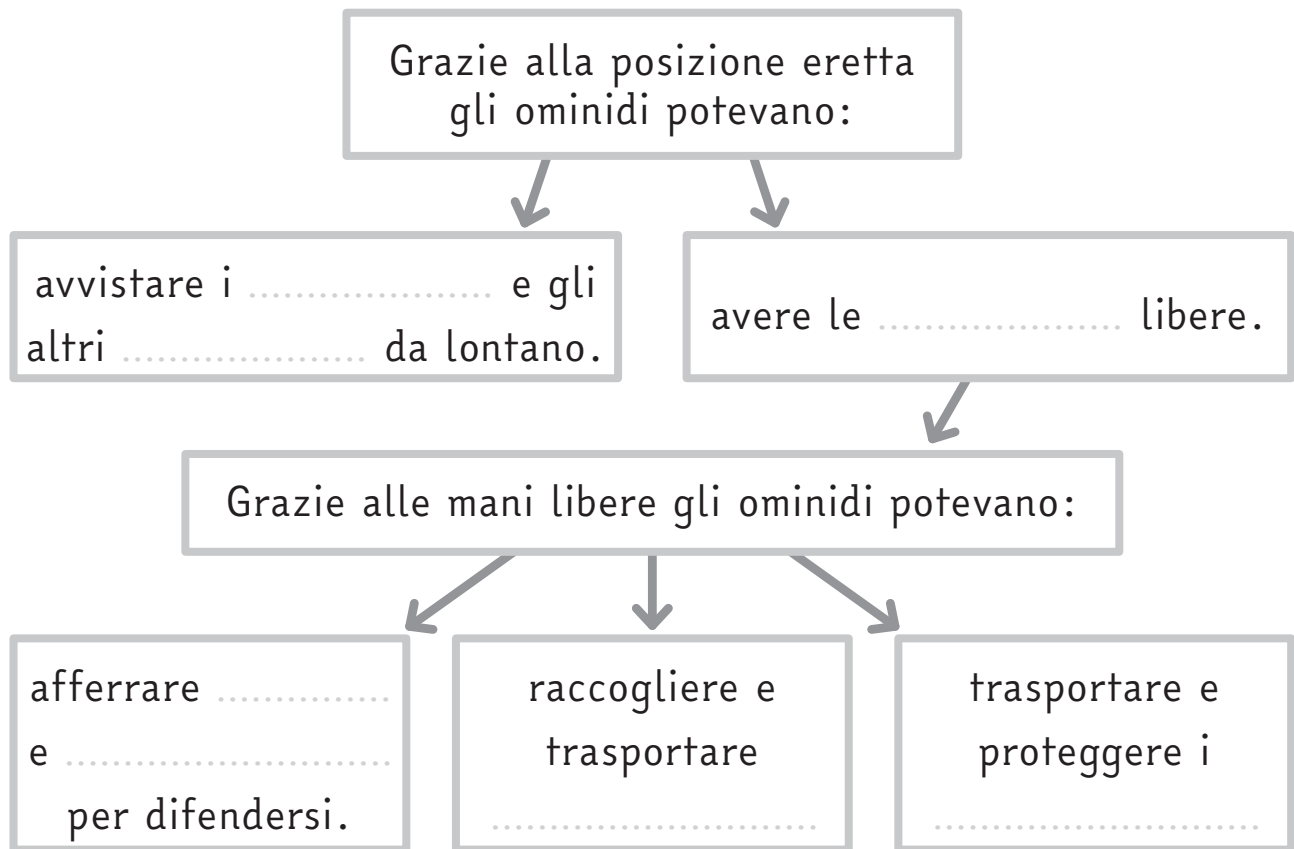 Grazie alla posizione eretta
gli ominidi potevano:
avvistare i ...................... e gli
altri ...................... da lontano.
avere le ...................... libere.
Grazie alle mani libere gli ominidi potevano:
afferrare ................
e ..............................
per difendersi.
raccogliere e
trasportare
..............................
trasportare e
proteggere i
..............................